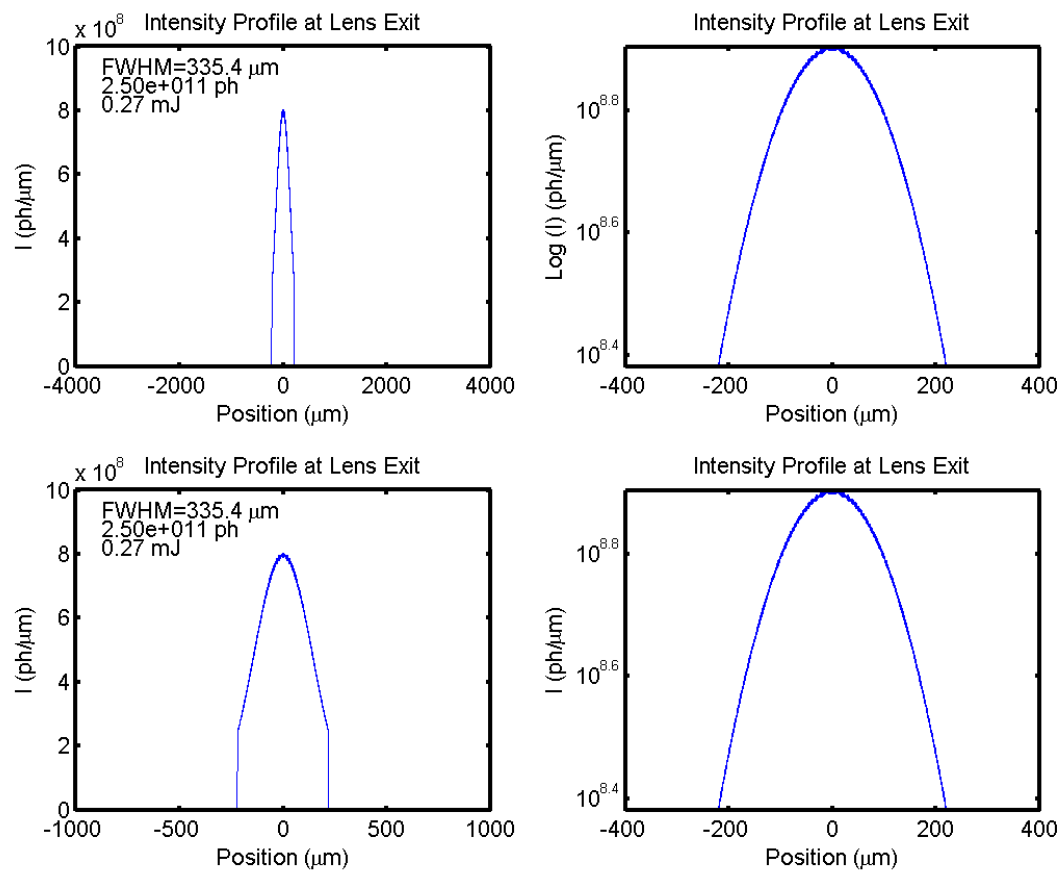 Intensity Profile at Lens Exit
x 10^8
FWHM=335.4 μm
2.50e+011 ph
0.27 mJ
I (ph/μm)
10
8
6
4
2
0
-4000 -2000 0 2000 4000
Position (μm)
Intensity Profile at Lens Exit
Log (I) (ph/μm)
10^8.8
10^8.6
10^8.4
-400 -200 0 200 400
Position (μm)
Intensity Profile at Lens Exit
x 10^8
FWHM=335.4 μm
2.50e+011 ph
0.27 mJ
I (ph/μm)
10
8
6
4
2
0
-1000 -500 0 500 1000
Position (μm)
Intensity Profile at Lens Exit
I (ph/μm)
10^8.8
10^8.6
10^8.4
-400 -200 0 200 400
Position (μm)